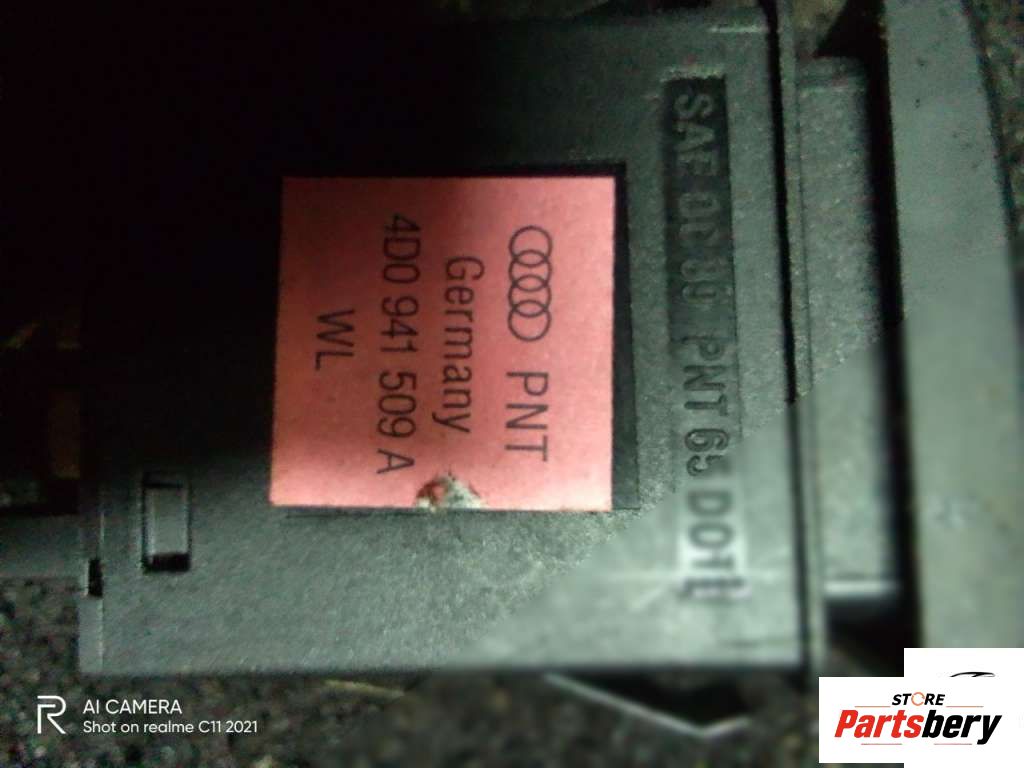 SAE 00 89 PNT 65 DOT
PNT
Germany
4D0 941 509 A
WL
AI CAMERA
Shot on realme C11 2021
STORE
Partsbery